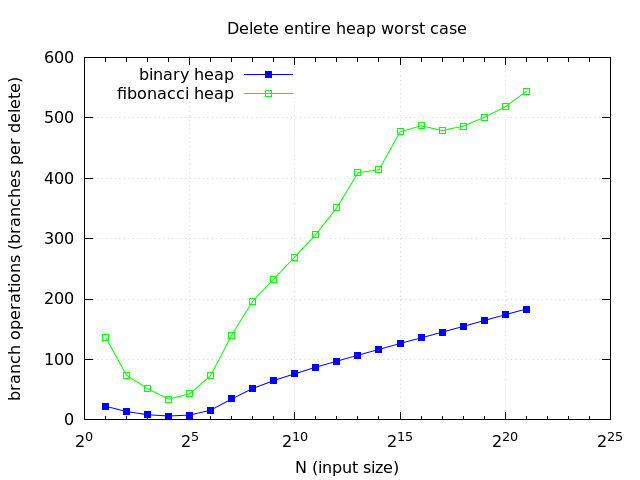 Delete entire heap worst case
600
500
400
300
200
100
0
branch operations (branches per delete)
binary heap
fibonacci heap
2^0
2^5
2^10
2^15
2^20
2^25
N (input size)